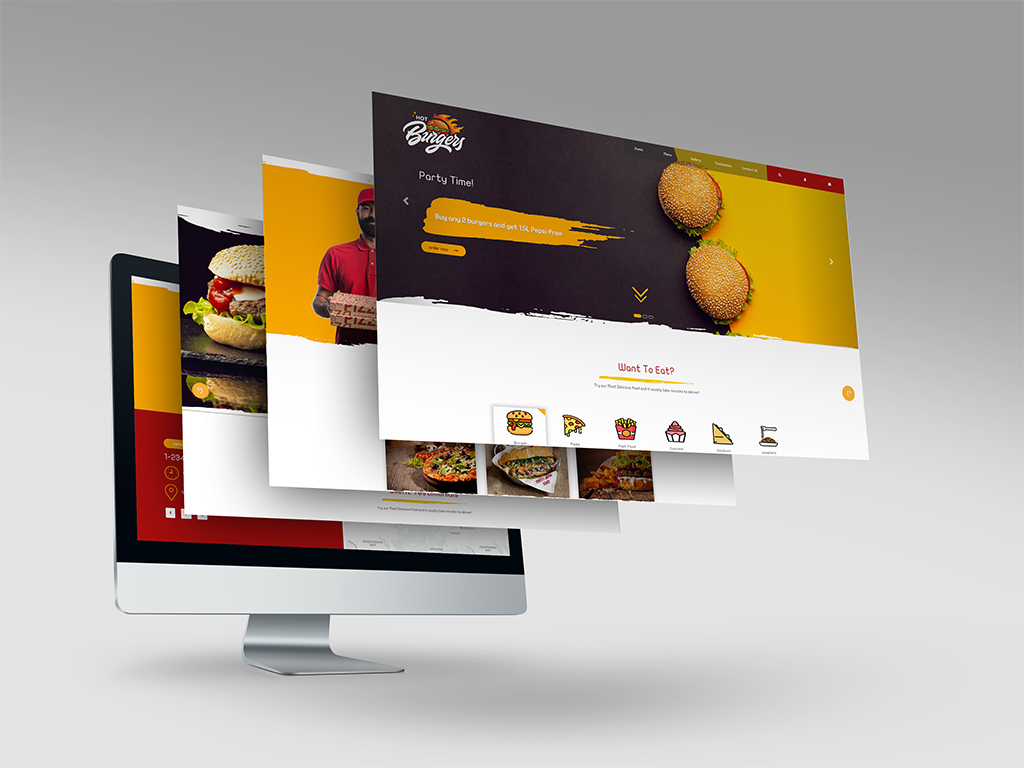 HOT
Burgers
Home
Menu
Gallery
Contact Us
Party Time!
Buy any 2 burgers and get 1.5L Pepsi Free
order now
Want To Eat?
Try our Most Delicious food and it usually take minutes to deliver!
Burger
Pizza
Fast Food
Cupcake
Sandwich
Spaghetti
Try our Most Delicious food and it usually take minutes to deliver!
1-234